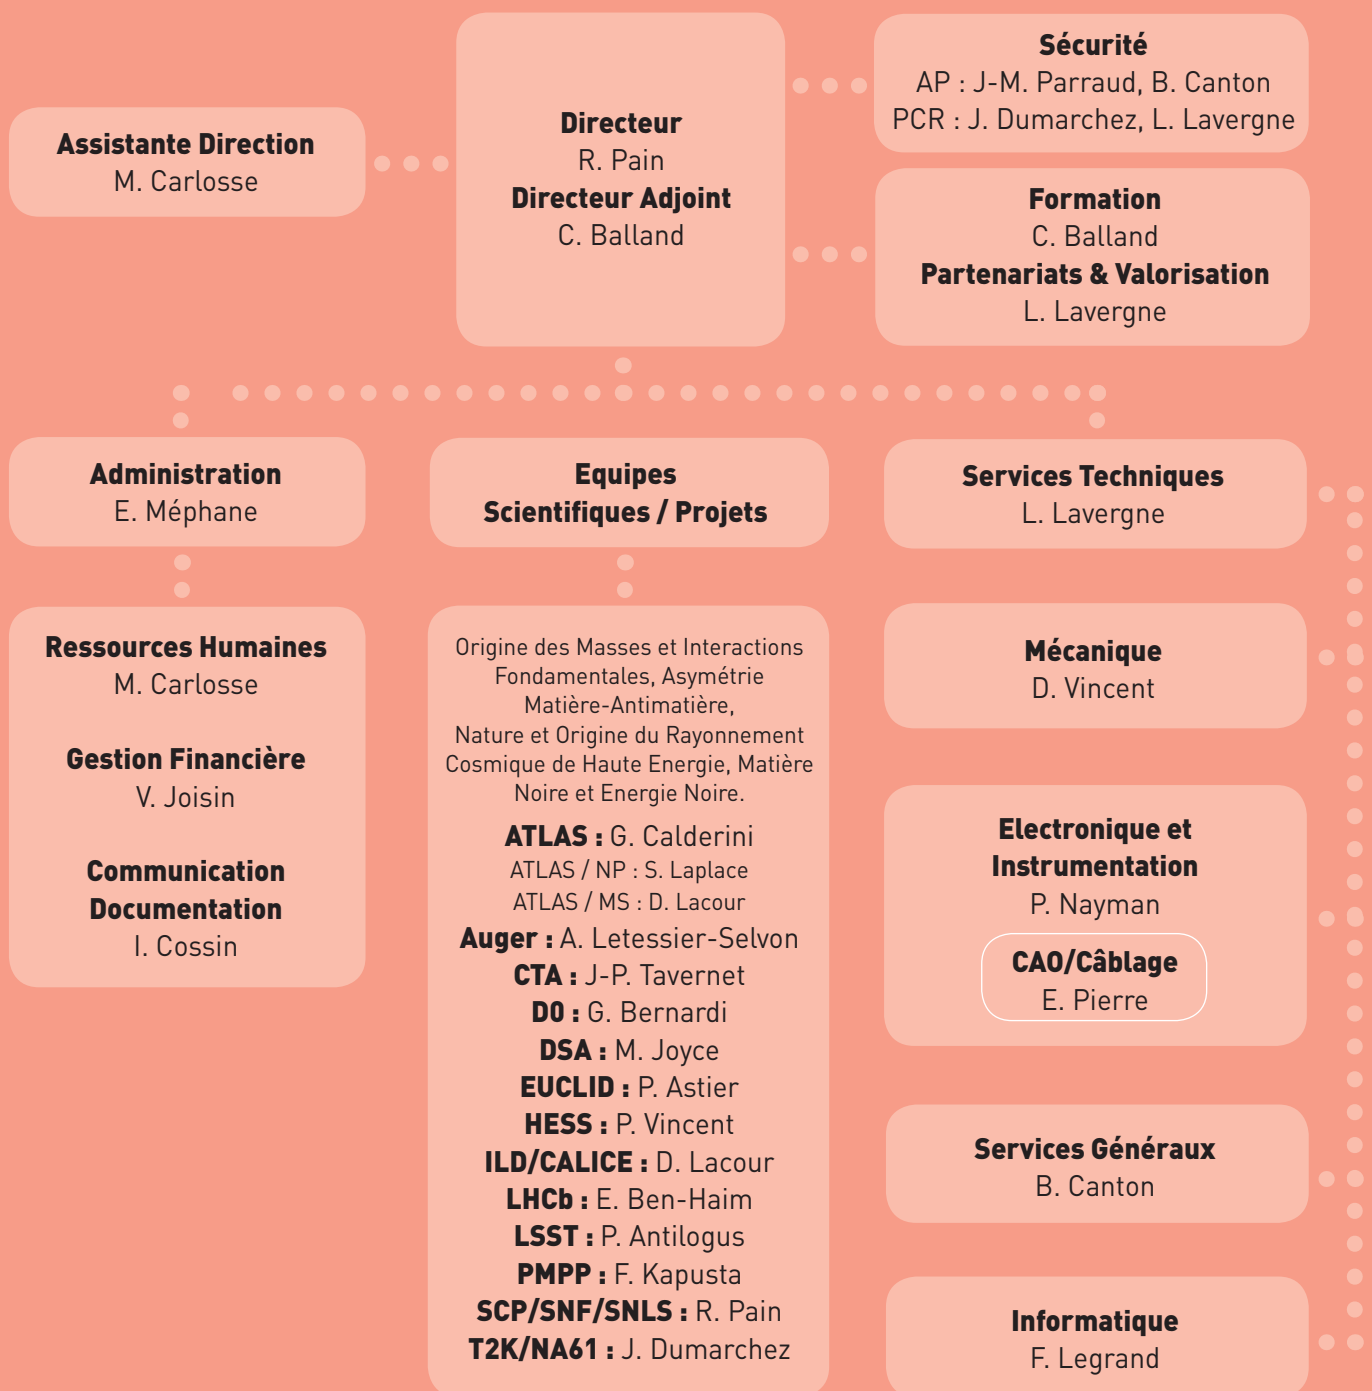 Assistante Direction
M. Carlosse
Directeur
R. Pain
Directeur Adjoint
C. Balland
Sécurité
AP : J-M. Parraud, B. Canton
PCR : J. Dumarchez, L. Lavergne
Formation
C. Balland
Partenariats & Valorisation
L. Lavergne
Administration
E. Méphane
Ressources Humaines
M. Carlosse
Gestion Financière
V. Joisin
Communication
Documentation
I. Cossin
Equipes
Scientifiques / Projets
Origine des Masses et Interactions
Fondamentales, Asymétrie
Matière-Antimatière,
Nature et Origine du Rayonnement
Cosmique de Haute Energie, Matière
Noire et Energie Noire.
ATLAS : G. Calderini
ATLAS / NP : S. Laplace
ATLAS / MS : D. Lacour
Auger : A. Letessier-Selvon
CTA : J-P. Tavernet
D0 : G. Bernardi
DSA : M. Joyce
EUCLID : P. Astier
HESS : P. Vincent
ILD/CALICE : D. Lacour
LHCb : E. Ben-Haim
LSST : P. Antilogus
PMPP : F. Kapusta
SCP/SNF/SNLS : R. Pain
T2K/NA61 : J. Dumarchez
Services Techniques
L. Lavergne
Mécanique
D. Vincent
Electronique et
Instrumentation
P. Nayman
CAO/Câblage
E. Pierre
Services Généraux
B. Canton
Informatique
F. Legrand